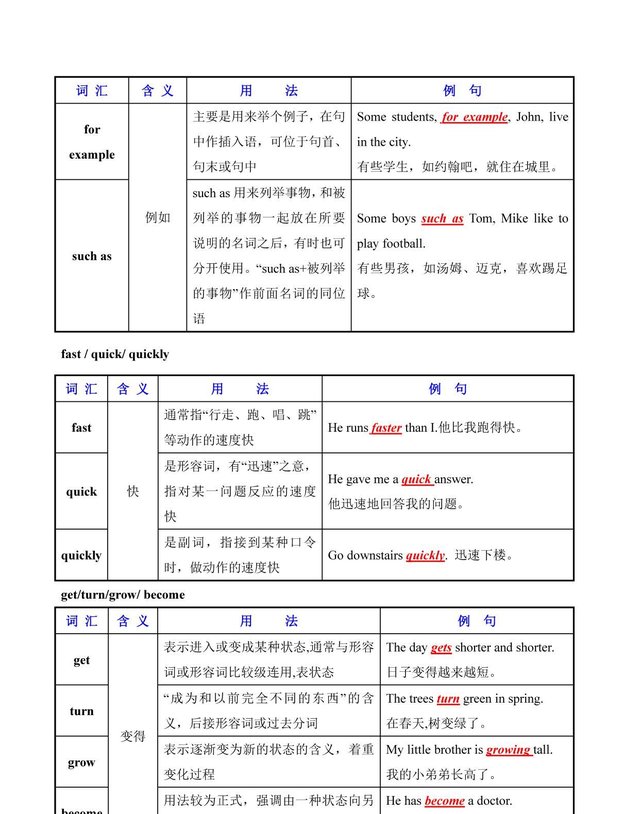 词 汇 含 义 用 法 例 句
for
example
例如
主要是用来举个例子，在句
中作插入语，可位于句首、
句末或句中
Some students, for example, John, live
in the city.
有些学生，如约翰吧，就住在城里。
such as
such as 用来列举事物，和被
列举的事物一起放在所要
说明的名词之后，有时也可
分开使用。“such as+被列举
的事物”作前面名词的同位
语
Some boys such as Tom, Mike like to
play football.
有些男孩，如汤姆、迈克，喜欢踢足
球。
fast / quick/ quickly
词 汇 含 义 用 法 例 句
fast
快
通常指“行走、跑、唱、跳”
等动作的速度快
He runs faster than I.他比我跑得快。
quick
是形容词，有“迅速”之意，
指对某一问题反应的速度
快
He gave me a quick answer.
他迅速地回答我的问题。
quickly
是副词，指接到某种口令
时，做动作的速度快
Go downstairs quickly. 迅速下楼。
get/turn/grow/ become
词 汇 含 义 用 法 例 句
get
变得
表示进入或变成某种状态,通常与形容
词或形容词比较级连用,表状态
The day gets shorter and shorter.
日子变得越来越短。
turn
“成为和以前完全不同的东西”的含
义，后接形容词或过去分词
The trees turn green in spring.
在春天,树变绿了。
grow
表示逐渐变为新的状态的含义，着重
变化过程
My little brother is growing tall.
我的小弟弟长高了。
become
用法较为正式，强调由一种状态向另
He has become a doctor.